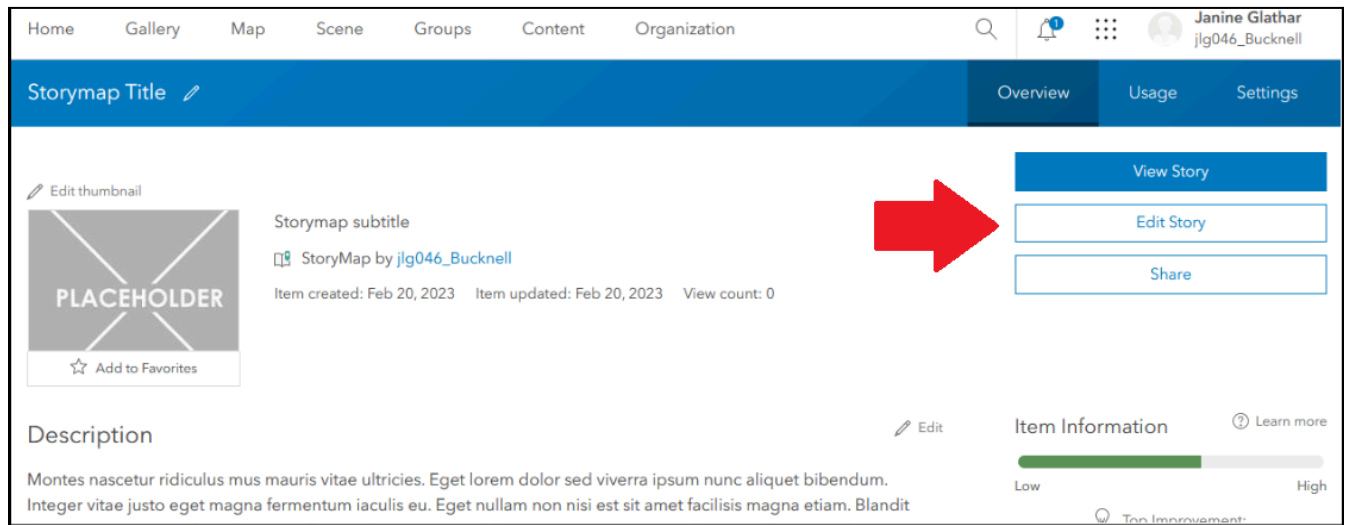 Home Gallery Map Scene Groups Content Organization
1
Janine Glathar
jlg046_Bucknell
Storymap Title
Overview Usage Settings
View Story
Edit thumbnail
Storymap subtitle
Edit Story
StoryMap by jlg046_Bucknell
Share
PLACEHOLDER
Item created: Feb 20, 2023 Item updated: Feb 20, 2023 View count: 0
Add to Favorites
Description
Edit
Item Information
? Learn more
Montes nascetur ridiculus mus mauris vitae ultricies. Eget lorem dolor sed viverra ipsum nunc aliquet bibendum.
Integer vitae justo eget magna fermentum iaculis eu. Eget nullam non nisi est sit amet facilisis magna etiam. Blandit
Low High
Top Improvement: